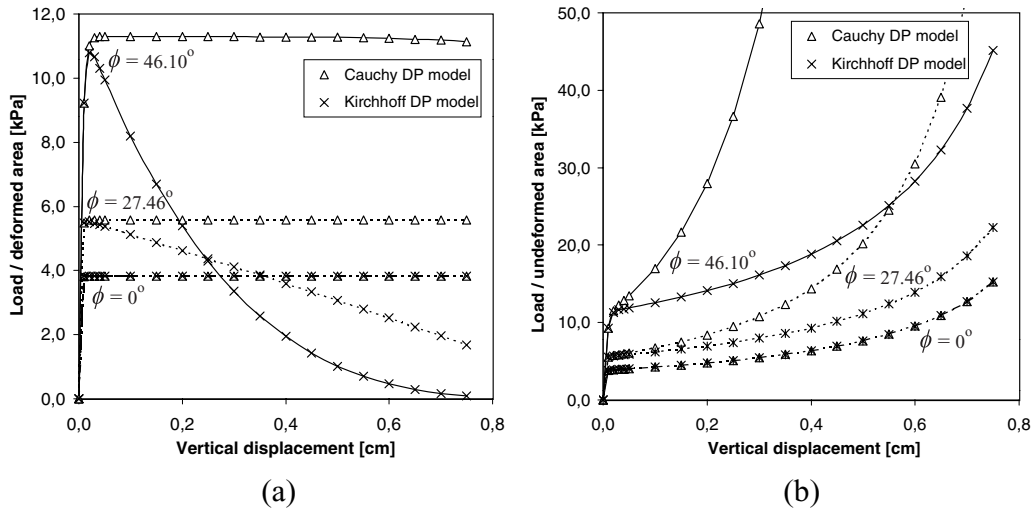 12,0
10,0
8,0
6,0
4,0
2,0
0,0
Load / deformed area [kPa]
0,0 0,2 0,4 0,6 0,8
Vertical displacement [cm]
ϕ = 46.10°
Cauchy DP model
Kirchhoff DP model
ϕ = 27.46°
ϕ = 0°
(a)
50,0
40,0
30,0
20,0
10,0
0,0
Load / undeformed area [kPa]
0,0 0,2 0,4 0,6 0,8
Vertical displacement [cm]
Cauchy DP model
Kirchhoff DP model
ϕ = 46.10°
ϕ = 27.46°
ϕ = 0°
(b)